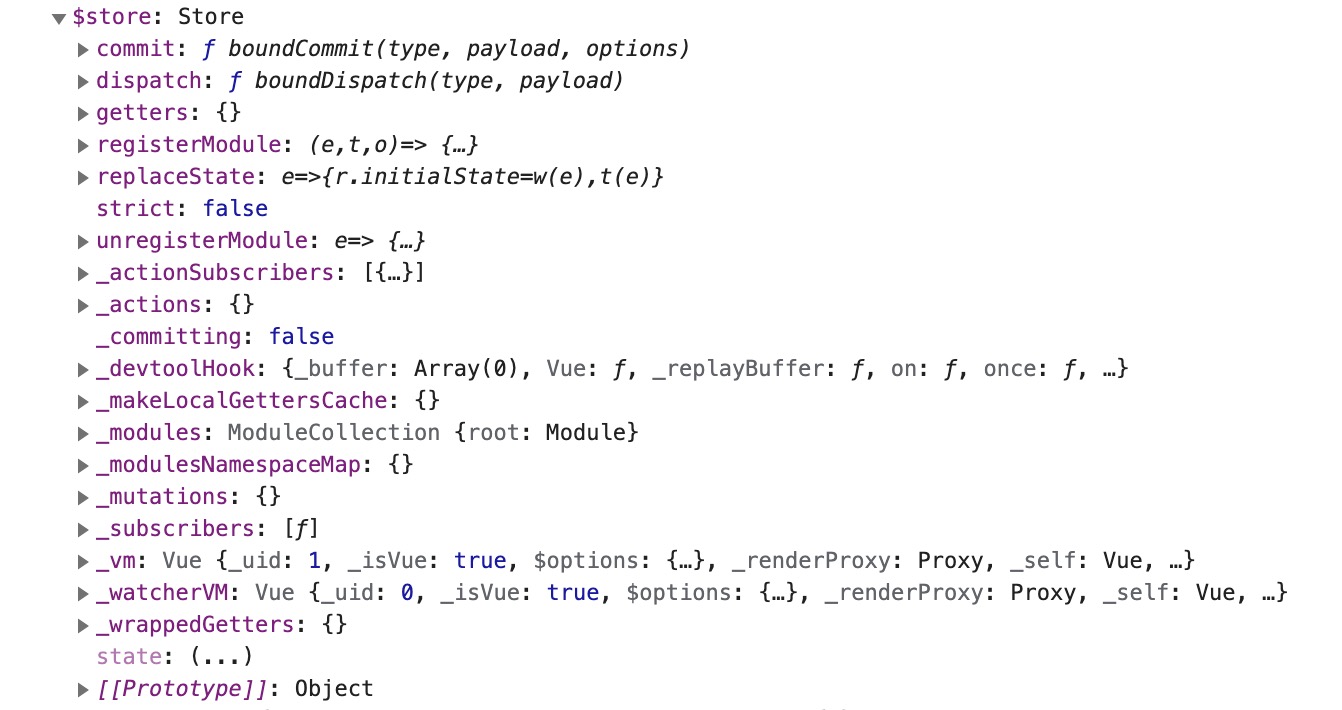 $store: Store
commit: ƒ boundCommit(type, payload, options)
dispatch: ƒ boundDispatch(type, payload)
getters: {}
registerModule: (e,t,o)=> {…}
replaceState: e=>{r.initialState=w(e),t(e)}
strict: false
unregisterModule: e=> {…}
_actionSubscribers: [{…}]
_actions: {}
_committing: false
_devtoolHook: {_buffer: Array(0), Vue: ƒ, _replayBuffer: ƒ, on: ƒ, once: ƒ, …}
_makeLocalGettersCache: {}
_modules: ModuleCollection {root: Module}
_modulesNamespaceMap: {}
_mutations: {}
_subscribers: [ƒ]
_vm: Vue {_uid: 1, _isVue: true, $options: {…}, _renderProxy: Proxy, _self: Vue, …}
_watcherVM: Vue {_uid: 0, _isVue: true, $options: {…}, _renderProxy: Proxy, _self: Vue, …}
_wrappedGetters: {}
state: (...)
[[Prototype]]: Object